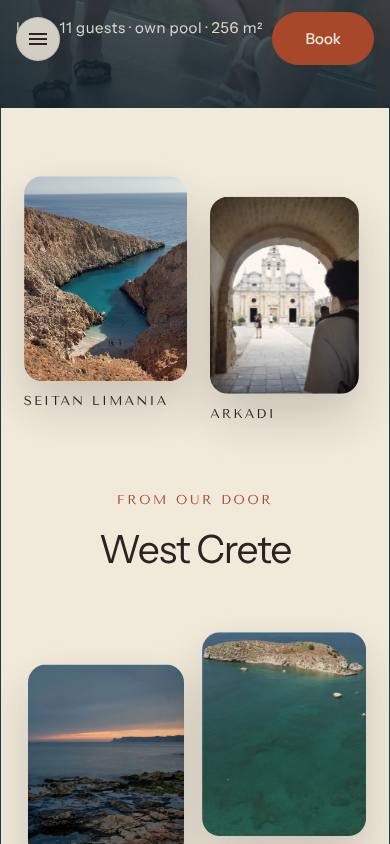 11 guests · own pool · 256 m²
Book
SEITAN LIMANIA
ARKADI
FROM OUR DOOR
West Crete